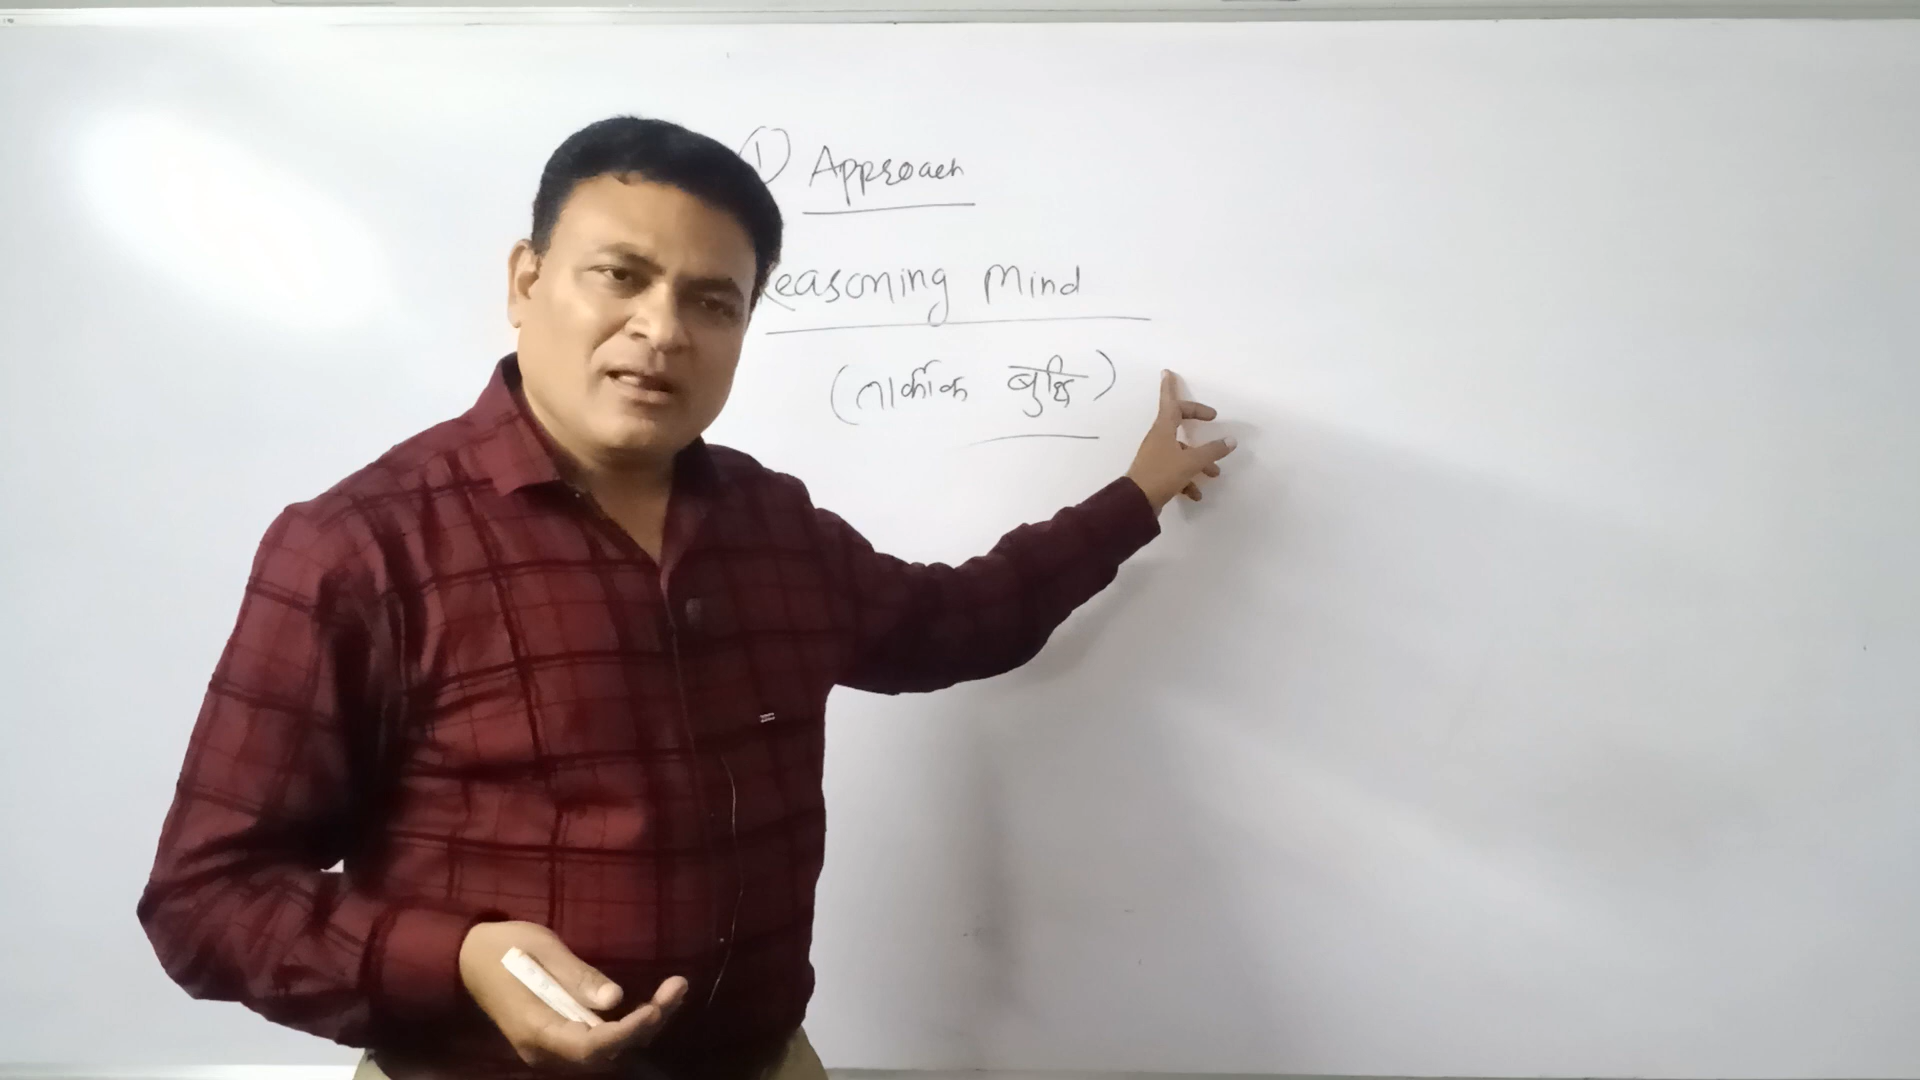 ① Approach
Reasoning Mind
(तार्कीक बुद्धि)